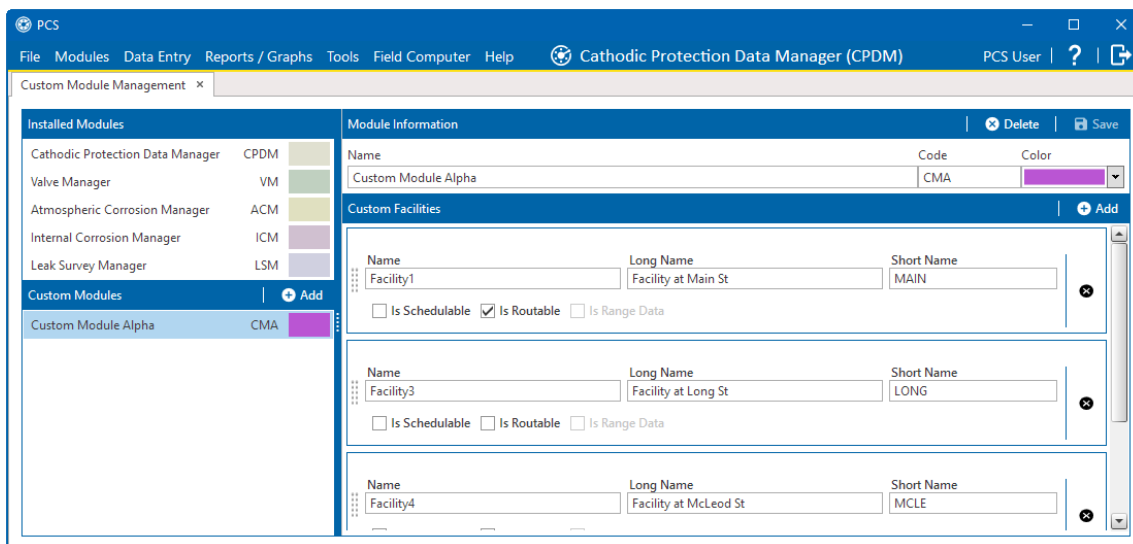 PCS
File Modules Data Entry Reports / Graphs Tools Field Computer Help Cathodic Protection Data Manager (CPDM) PCS User | ? |
Custom Module Management ×
Installed Modules
Cathodic Protection Data Manager CPDM
Valve Manager VM
Atmospheric Corrosion Manager ACM
Internal Corrosion Manager ICM
Leak Survey Manager LSM
Custom Modules | Add
Custom Module Alpha CMA
Module Information | Delete | Save
Name Code Color
Custom Module Alpha CMA
Custom Facilities | Add
Name Long Name Short Name
Facility1 Facility at Main St MAIN
Is Schedulable Is Routable Is Range Data
Name Long Name Short Name
Facility3 Facility at Long St LONG
Is Schedulable Is Routable Is Range Data
Name Long Name Short Name
Facility4 Facility at McLeod St MCLE